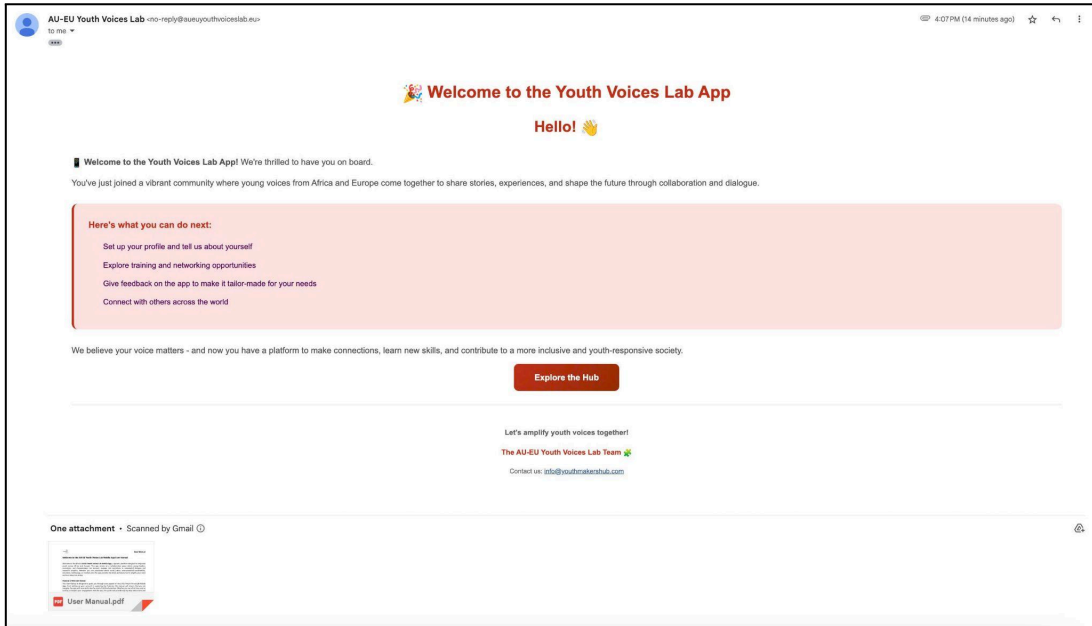 AU-EU Youth Voices Lab <no-reply@aueuyouthvoiceslab.eu>
4:07 PM (14 minutes ago)
to me
🎉 Welcome to the Youth Voices Lab App
Hello! 👋
📱 Welcome to the Youth Voices Lab App! We're thrilled to have you on board.
You've just joined a vibrant community where young voices from Africa and Europe come together to share stories, experiences, and shape the future through collaboration and dialogue.
Here's what you can do next:
Set up your profile and tell us about yourself
Explore training and networking opportunities
Give feedback on the app to make it tailor-made for your needs
Connect with others across the world
We believe your voice matters - and now you have a platform to make connections, learn new skills, and contribute to a more inclusive and youth-responsive society.
Explore the Hub
Let's amplify youth voices together!
The AU-EU Youth Voices Lab Team 🧩
Contact us: info@youthmakershub.com
One attachment • Scanned by Gmail
PDF User Manual.pdf